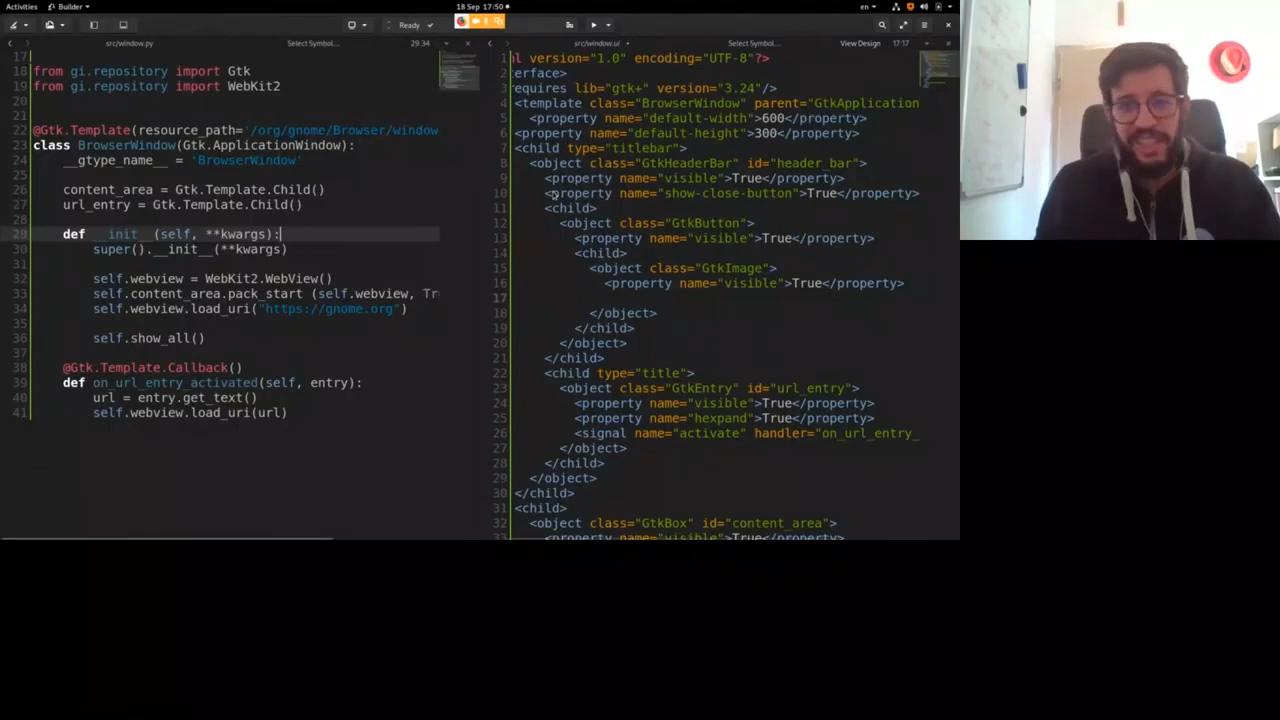 Activities
Builder
18 Sep 17:50
en
Ready
src/window.py
Select Symbol...
29:34
src/window.ui
Select Symbol...
View Design
17:17
17
18 from gi.repository import Gtk
19 from gi.repository import WebKit2
20
21
22 @Gtk.Template(resource_path='/org/gnome/Browser/window
23 class BrowserWindow(Gtk.ApplicationWindow):
24 __gtype_name__ = 'BrowserWindow'
25
26 content_area = Gtk.Template.Child()
27 url_entry = Gtk.Template.Child()
28
29 def __init__(self, **kwargs):
30 super().__init__(**kwargs)
31
32 self.webview = WebKit2.WebView()
33 self.content_area.pack_start (self.webview, Tr
34 self.webview.load_uri("https://gnome.org")
35
36 self.show_all()
37
38 @Gtk.Template.Callback()
39 def on_url_entry_activated(self, entry):
40 url = entry.get_text()
41 self.webview.load_uri(url)
1 ml version="1.0" encoding="UTF-8"?>
2 terface>
3 requires lib="gtk+" version="3.24"/>
4 <template class="BrowserWindow" parent="GtkApplication
5 <property name="default-width">600</property>
6 <property name="default-height">300</property>
7 <child type="titlebar">
8 <object class="GtkHeaderBar" id="header_bar">
9 <property name="visible">True</property>
10 <property name="show-close-button">True</property>
11 <child>
12 <object class="GtkButton">
13 <property name="visible">True</property>
14 <child>
15 <object class="GtkImage">
16 <property name="visible">True</property>
17
18 </object>
19 </child>
20 </object>
21 </child>
22 <child type="title">
23 <object class="GtkEntry" id="url_entry">
24 <property name="visible">True</property>
25 <property name="hexpand">True</property>
26 <signal name="activate" handler="on_url_entry_
27 </object>
28 </child>
29 </object>
30 </child>
31 <child>
32 <object class="GtkBox" id="content_area">
33 <property name="visible">True</property>